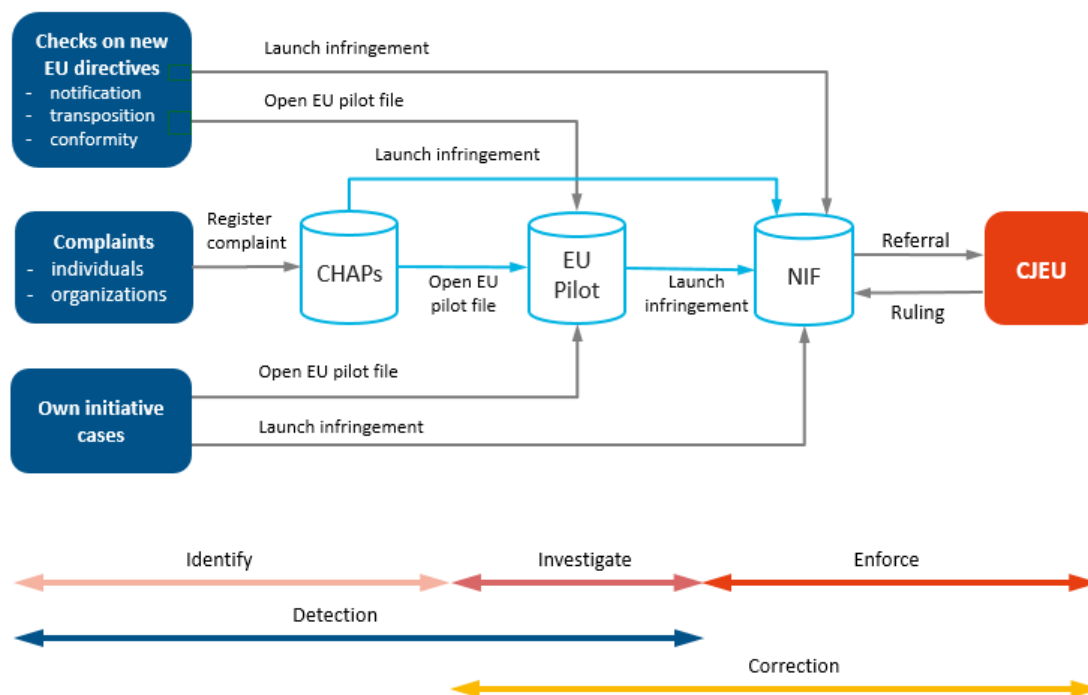 Checks on new
EU directives
- notification
- transposition
- conformity
Launch infringement
Open EU pilot file
Launch infringement
Complaints
- individuals
- organizations
Register
complaint
CHAPs
Open EU
pilot file
EU
Pilot
Launch
infringement
NIF
Referral
Ruling
CJEU
Own initiative
cases
Open EU pilot file
Launch infringement
Identify
Investigate
Enforce
Detection
Correction